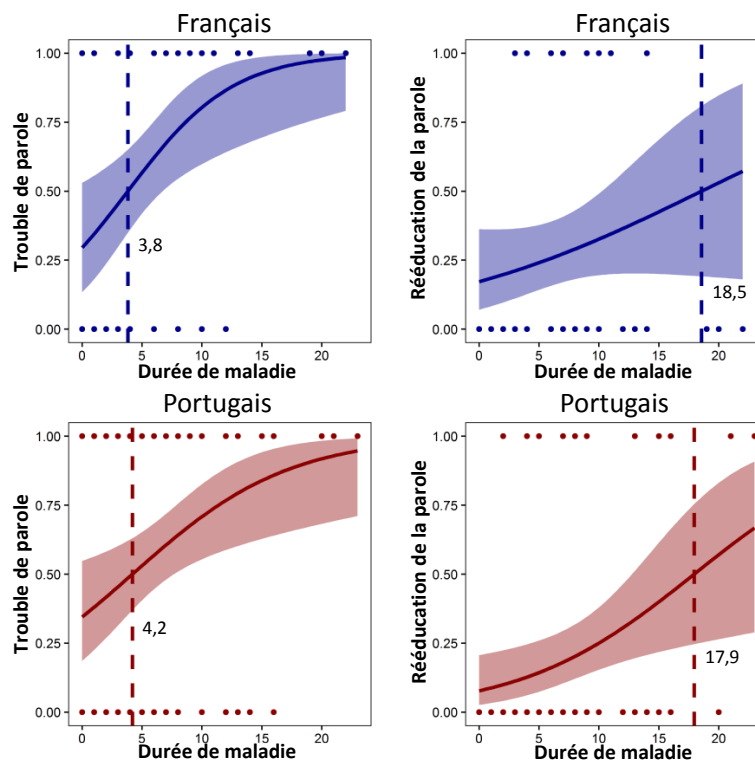 Français
Trouble de parole
1.00
0.75
0.50
0.25
0.00
3,8
0 5 10 15 20
Durée de maladie
Français
Rééducation de la parole
1.00
0.75
0.50
0.25
0.00
18,5
0 5 10 15 20
Durée de maladie
Portugais
Trouble de parole
1.00
0.75
0.50
0.25
0.00
4,2
0 5 10 15 20
Durée de maladie
Portugais
Rééducation de la parole
1.00
0.75
0.50
0.25
0.00
17,9
0 5 10 15 20
Durée de maladie